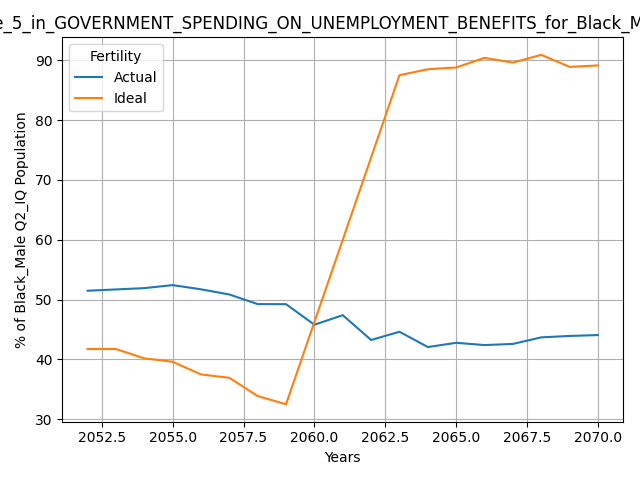 _5_in_GOVERNMENT_SPENDING_ON_UNEMPLOYMENT_BENEFITS_for_Black_M
Fertility
Actual
Ideal
90
80
70
60
50
40
30
% of Black_Male Q2_IQ Population
2052.5 2055.0 2057.5 2060.0 2062.5 2065.0 2067.5 2070.0
Years